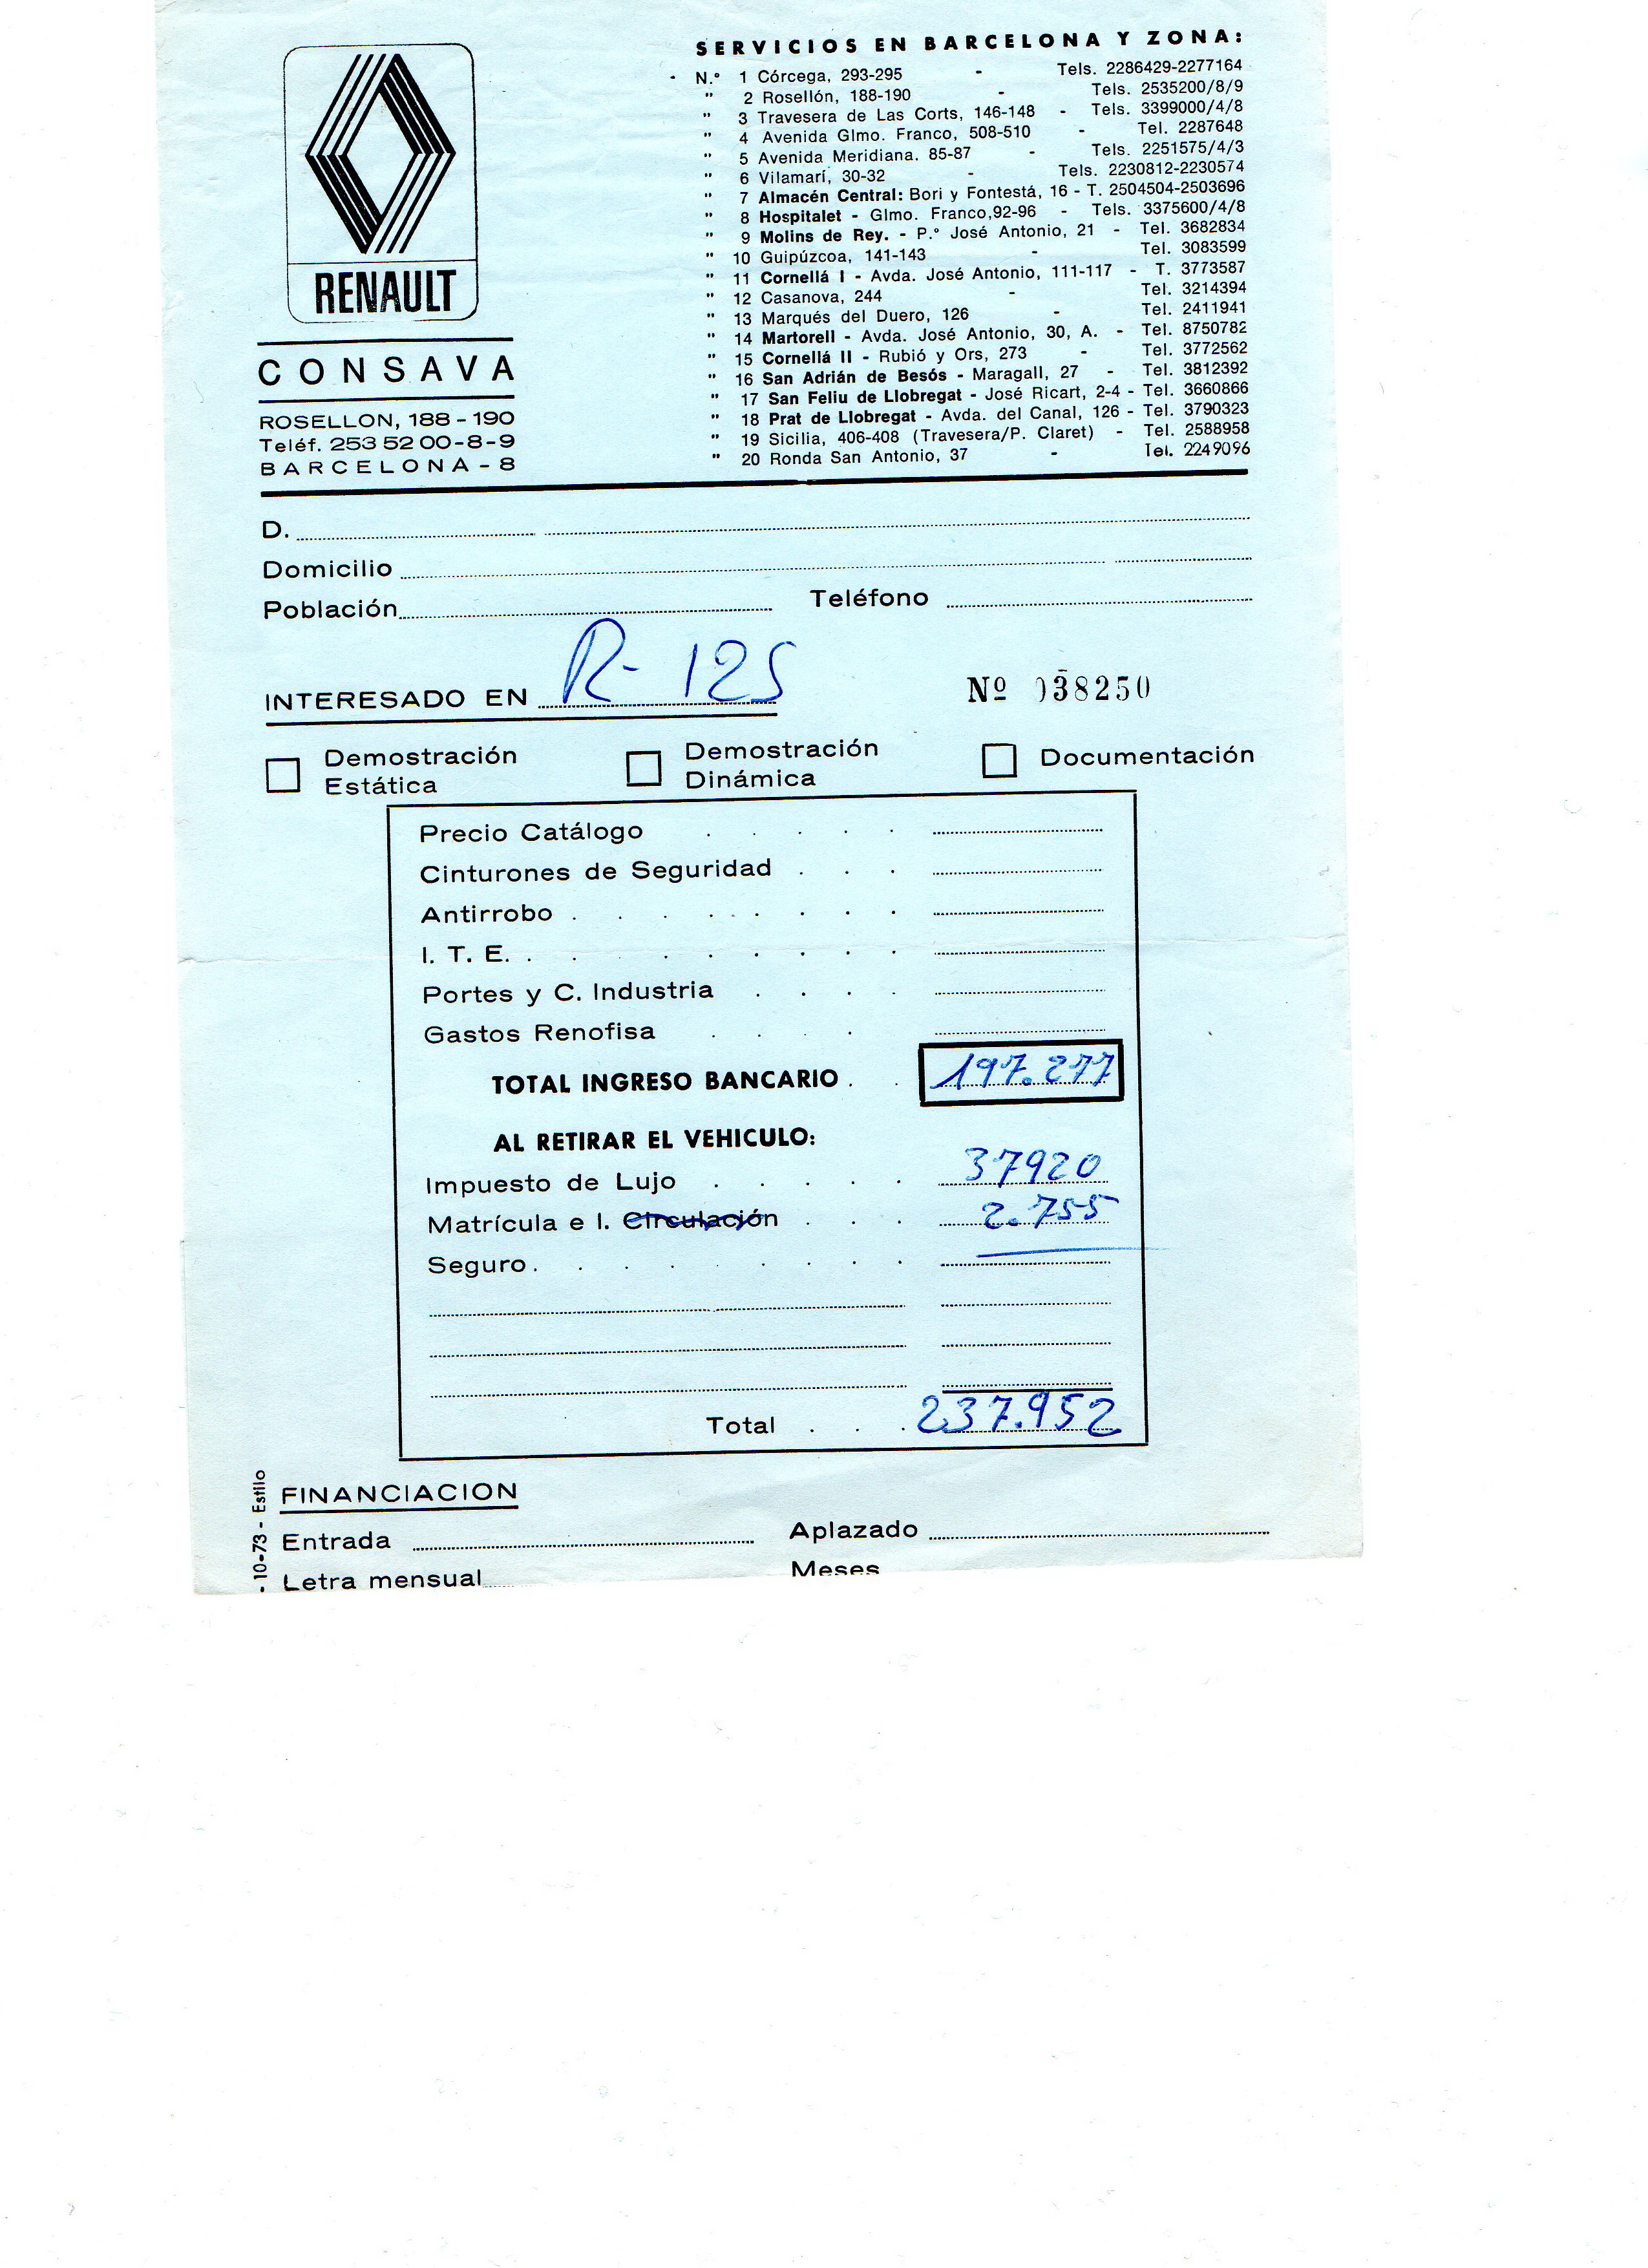 RENAULT
CONSAVA
ROSELLON, 188 - 190
Teléf. 253 52 00 - 8 - 9
BARCELONA - 8
SERVICIOS EN BARCELONA Y ZONA:
N.º 1 Córcega, 293-295 - Tels. 2286429-2277164
" 2 Rosellón, 188-190 - Tels. 2535200/8/9
" 3 Travesera de Las Corts, 146-148 - Tels. 3399000/4/8
" 4 Avenida Glmo. Franco, 508-510 - Tel. 2287648
" 5 Avenida Meridiana. 85-87 - Tels. 2251575/4/3
" 6 Vilamarí, 30-32 - Tels. 2230812-2230574
" 7 Almacén Central: Bori y Fontestá, 16 - T. 2504504-2503696
" 8 Hospitalet - Glmo. Franco,92-96 - Tels. 3375600/4/8
" 9 Molins de Rey. - P.º José Antonio, 21 - Tel. 3682834
" 10 Guipúzcoa, 141-143 - Tel. 3083599
" 11 Cornellá I - Avda. José Antonio, 111-117 - T. 3773587
" 12 Casanova, 244 - Tel. 3214394
" 13 Marqués del Duero, 126 - Tel. 2411941
" 14 Martorell - Avda. José Antonio, 30, A. - Tel. 8750782
" 15 Cornellá II - Rubió y Ors, 273 - Tel. 3772562
" 16 San Adrián de Besós - Maragall, 27 - Tel. 3812392
" 17 San Feliu de Llobregat - José Ricart, 2-4 - Tel. 3660866
" 18 Prat de Llobregat - Avda. del Canal, 126 - Tel. 3790323
" 19 Sicilia, 406-408 (Travesera/P. Claret) - Tel. 2588958
" 20 Ronda San Antonio, 37 - Tel. 2249096
D.
Domicilio
Población Teléfono
INTERESADO EN R-12S Nº 038250
Demostración Estática Demostración Dinámica Documentación
Precio Catálogo
Cinturones de Seguridad
Antirrobo
I. T. E.
Portes y C. Industria
Gastos Renofisa
TOTAL INGRESO BANCARIO 197.277
AL RETIRAR EL VEHICULO:
Impuesto de Lujo 37920
Matrícula e I. Circulación 2.755
Seguro
Total 237.952
FINANCIACION
Entrada Aplazado
Letra mensual Meses
- 10-73 - Estilo